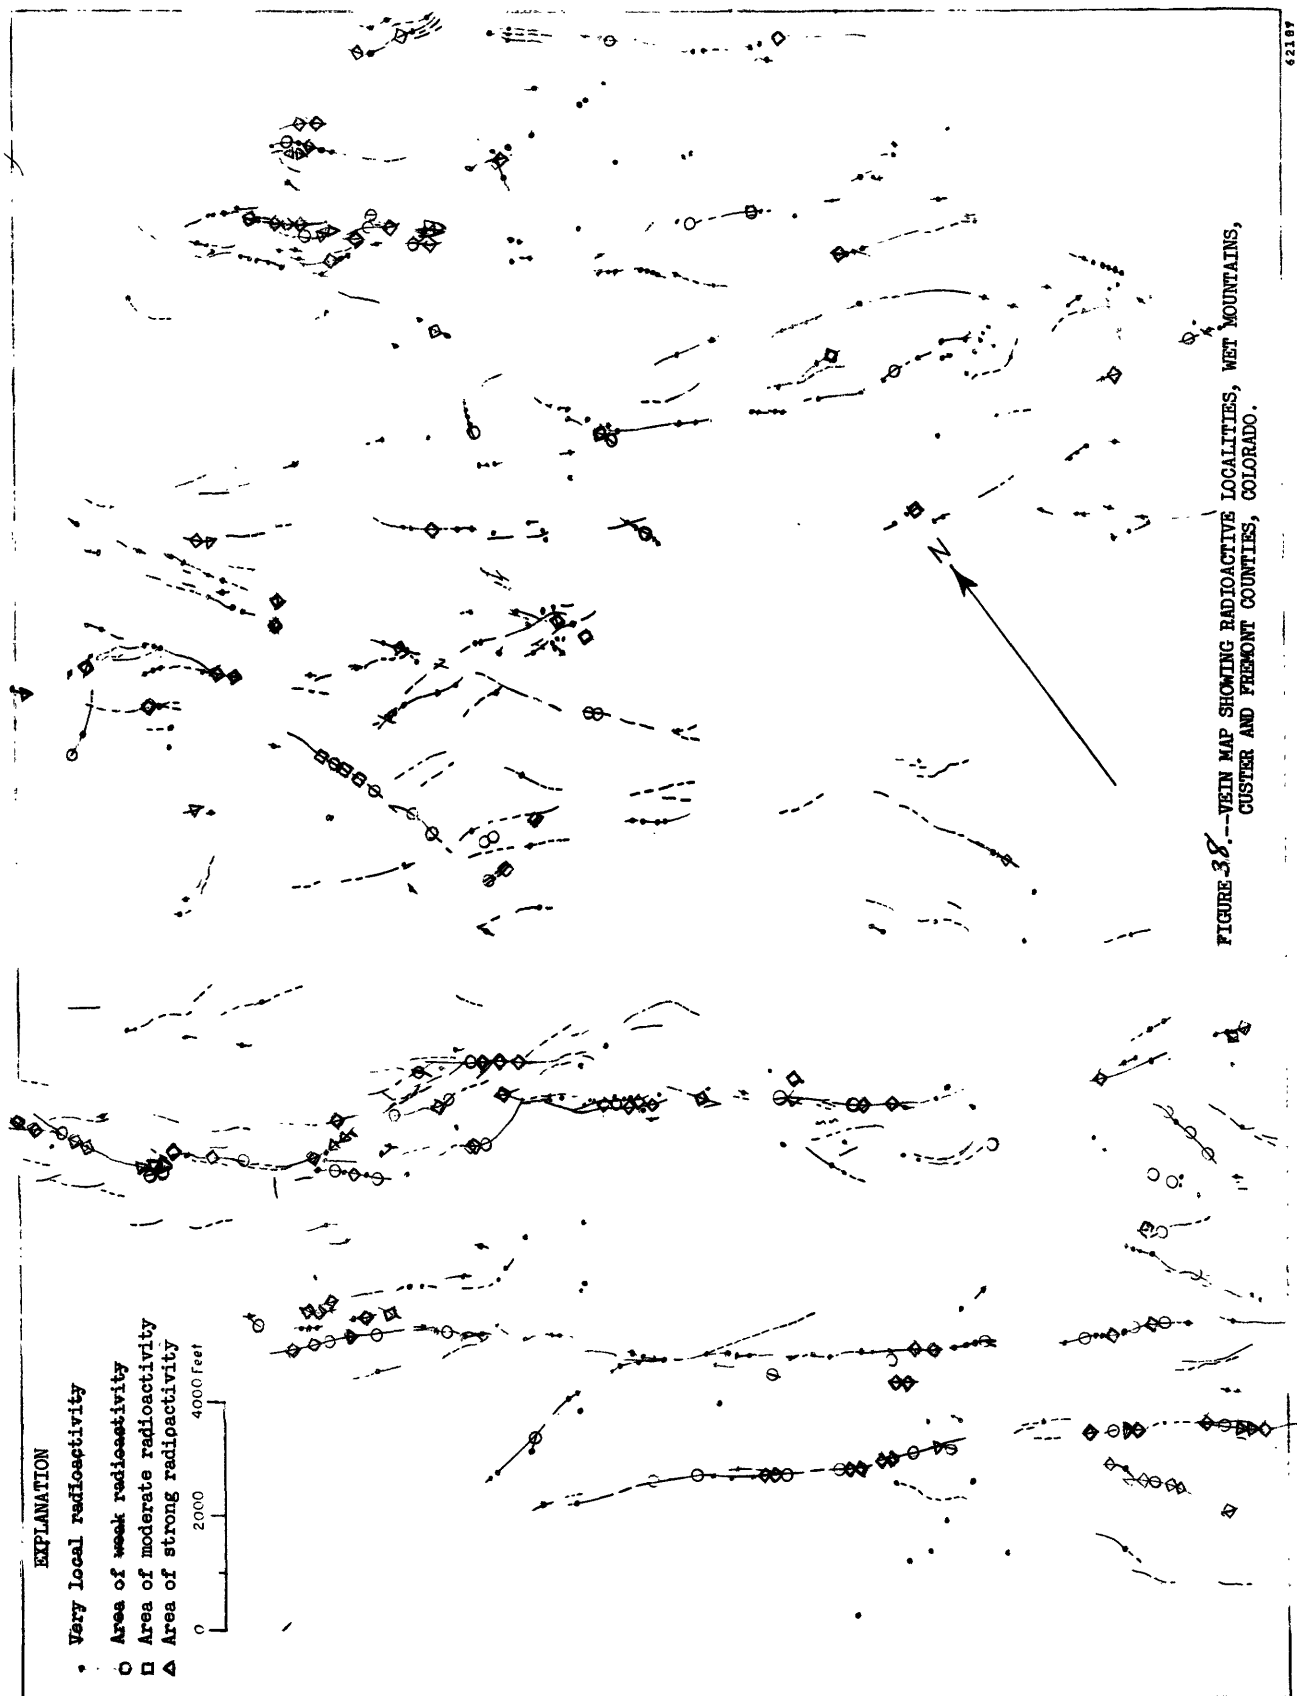 EXPLANATION
Very local radioactivity
Area of weak radioactivity
Area of moderate radioactivity
Area of strong radioactivity
0 2000 4000 Feet
N
FIGURE 38.--VEIN MAP SHOWING RADIOACTIVE LOCALITIES, WET MOUNTAINS,
CUSTER AND FREMONT COUNTIES, COLORADO.
62189